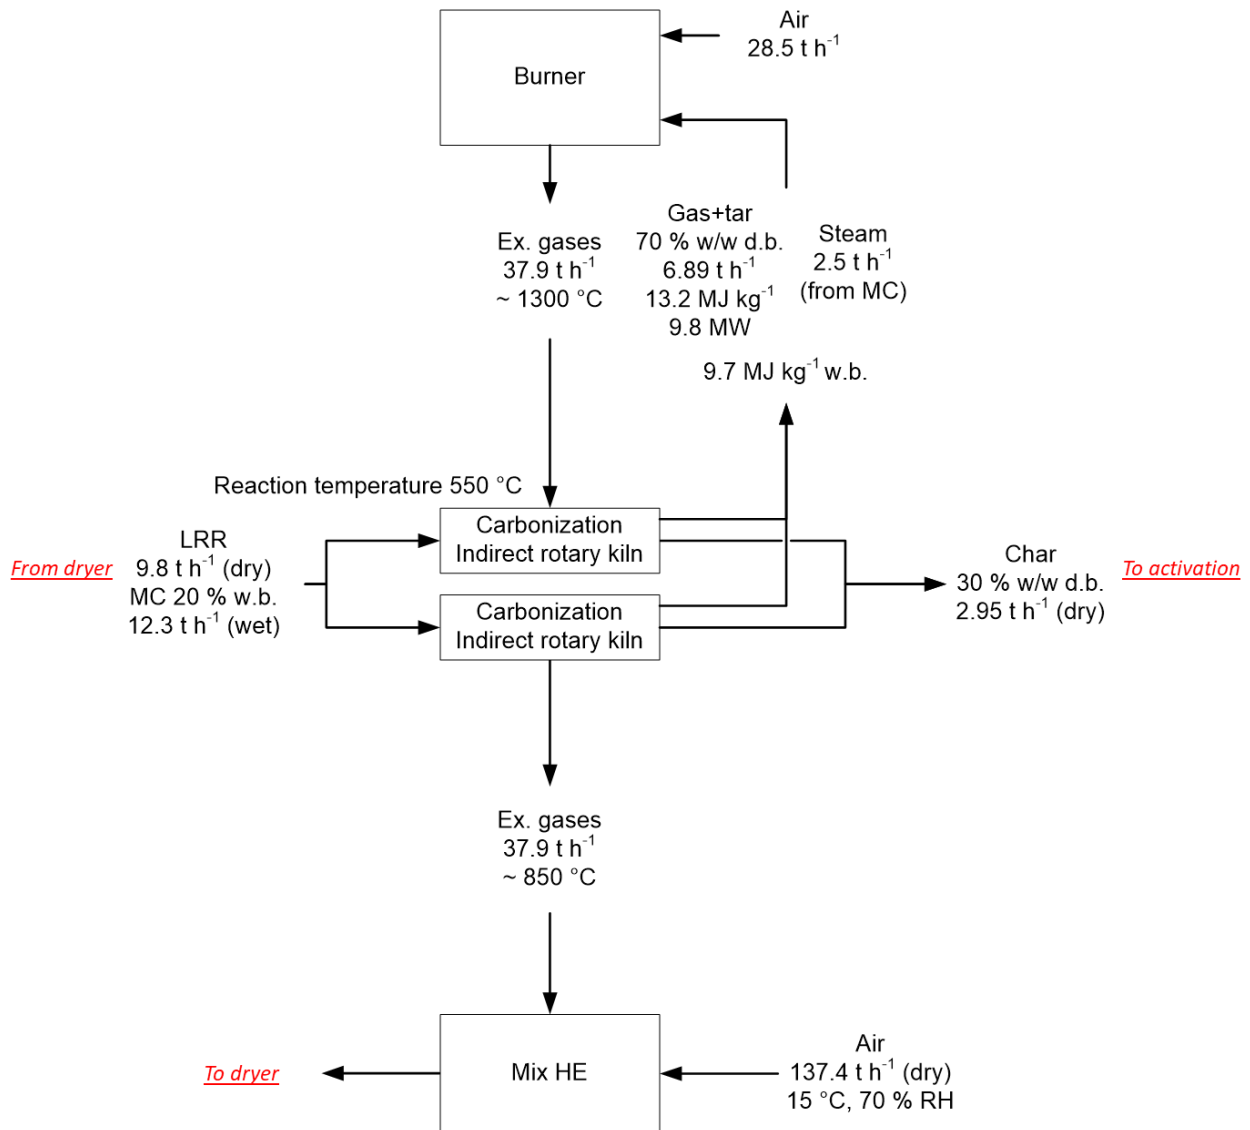 Air
28.5 t h⁻¹
Burner
Ex. gases
37.9 t h⁻¹
~ 1300 °C
Gas+tar
70 % w/w d.b.
6.89 t h⁻¹
13.2 MJ kg⁻¹
9.8 MW
Steam
2.5 t h⁻¹
(from MC)
9.7 MJ kg⁻¹ w.b.
Reaction temperature 550 °C
From dryer
LRR
9.8 t h⁻¹ (dry)
MC 20 % w.b.
12.3 t h⁻¹ (wet)
Carbonization
Indirect rotary kiln
Carbonization
Indirect rotary kiln
Char
30 % w/w d.b.
2.95 t h⁻¹ (dry)
To activation
Ex. gases
37.9 t h⁻¹
~ 850 °C
To dryer
Mix HE
Air
137.4 t h⁻¹ (dry)
15 °C, 70 % RH